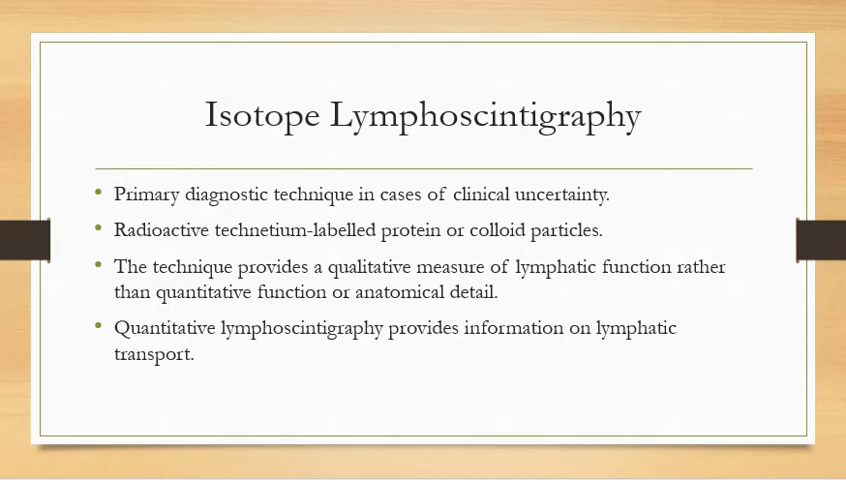 Isotope Lymphoscintigraphy
• Primary diagnostic technique in cases of clinical uncertainty.
• Radioactive technetium-labelled protein or colloid particles.
• The technique provides a qualitative measure of lymphatic function rather
than quantitative function or anatomical detail.
• Quantitative lymphoscintigraphy provides information on lymphatic
transport.